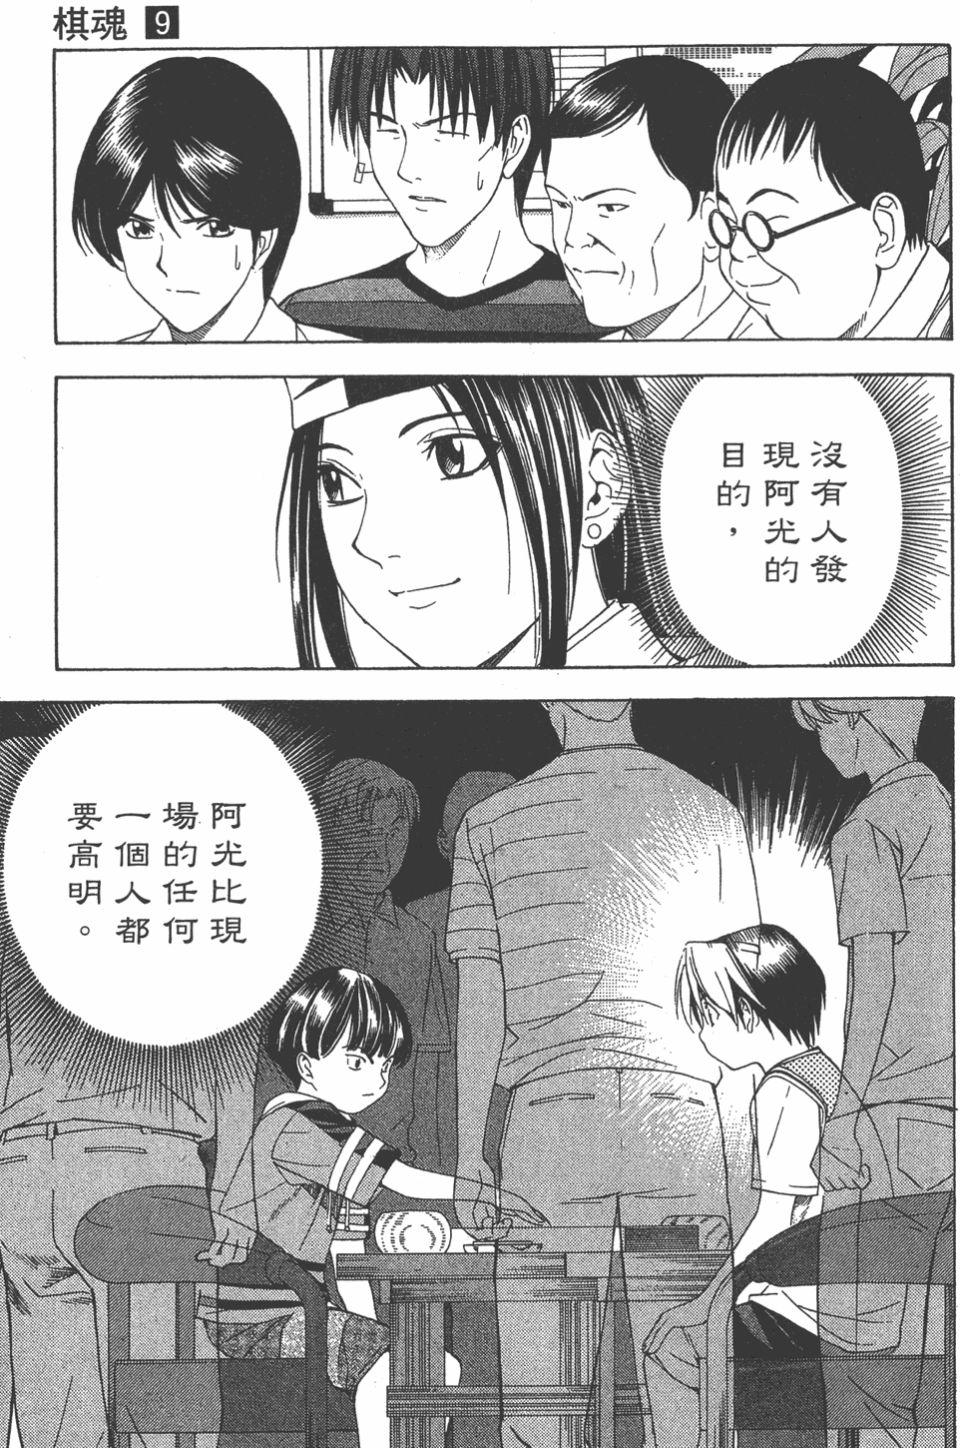 棋魂 9
沒有人發
現阿光的
目的，
阿光比現
場的任何
一個人都
要高明。